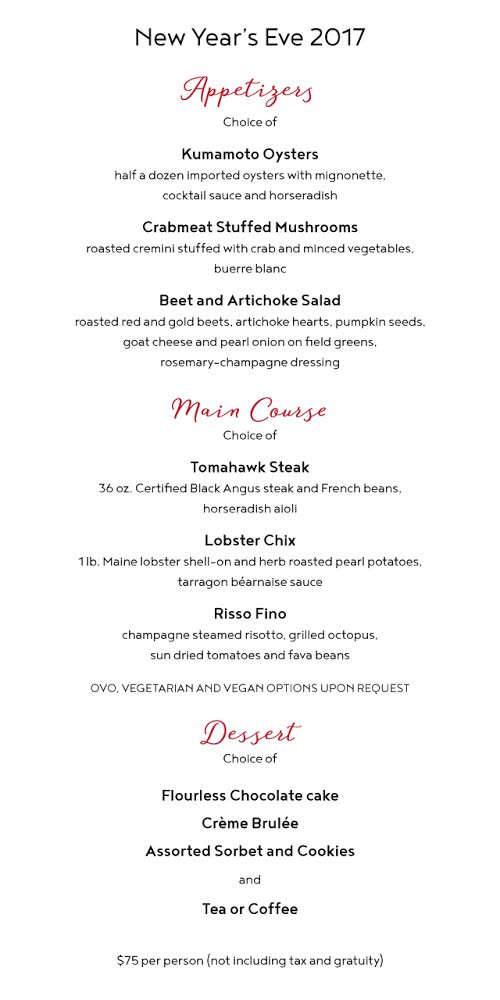 New Year's Eve 2017
Appetizers
Choice of
Kumamoto Oysters
half a dozen imported oysters with mignonette,
cocktail sauce and horseradish
Crabmeat Stuffed Mushrooms
roasted cremini stuffed with crab and minced vegetables,
buerre blanc
Beet and Artichoke Salad
roasted red and gold beets, artichoke hearts, pumpkin seeds,
goat cheese and pearl onion on field greens,
rosemary-champagne dressing
Main Course
Choice of
Tomahawk Steak
36 oz. Certified Black Angus steak and French beans,
horseradish aioli
Lobster Chix
1 lb. Maine lobster shell-on and herb roasted pearl potatoes,
tarragon béarnaise sauce
Risso Fino
champagne steamed risotto, grilled octopus,
sun dried tomatoes and fava beans
OVO, VEGETARIAN AND VEGAN OPTIONS UPON REQUEST
Dessert
Choice of
Flourless Chocolate cake
Crème Brulée
Assorted Sorbet and Cookies
and
Tea or Coffee
$75 per person (not including tax and gratuity)